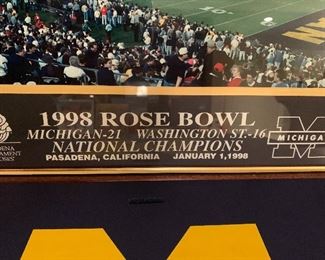 1998 ROSE BOWL
MICHIGAN-21 WASHINGTON ST.-16
NATIONAL CHAMPIONS
PASADENA, CALIFORNIA JANUARY 1, 1998
MICHIGAN